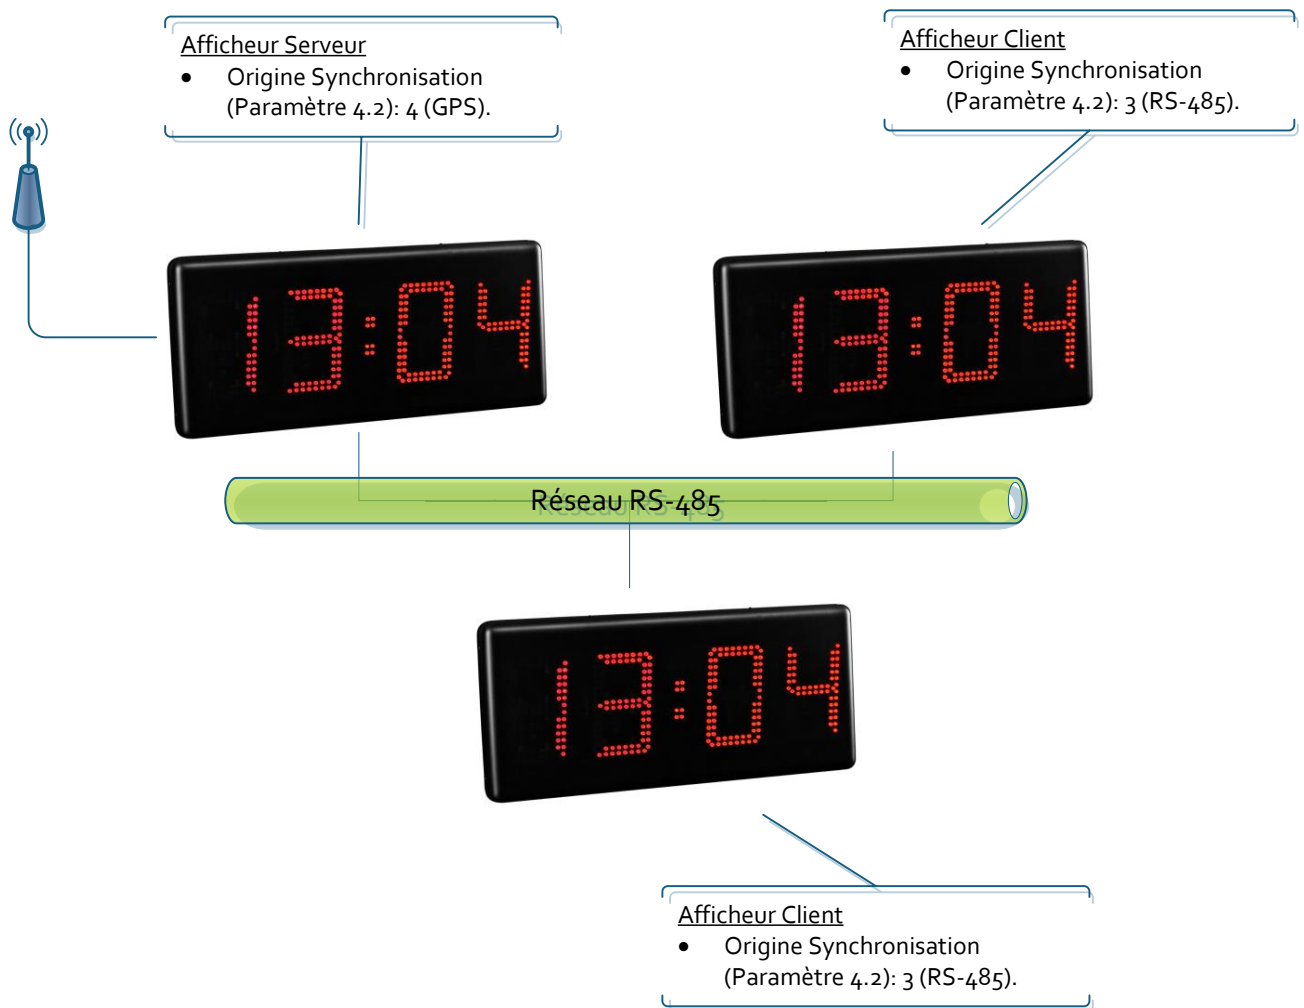 Afficheur Serveur
• Origine Synchronisation
(Paramètre 4.2): 4 (GPS).
Afficheur Client
• Origine Synchronisation
(Paramètre 4.2): 3 (RS-485).
13:04
13:04
Réseau RS-485
13:04
Afficheur Client
• Origine Synchronisation
(Paramètre 4.2): 3 (RS-485).